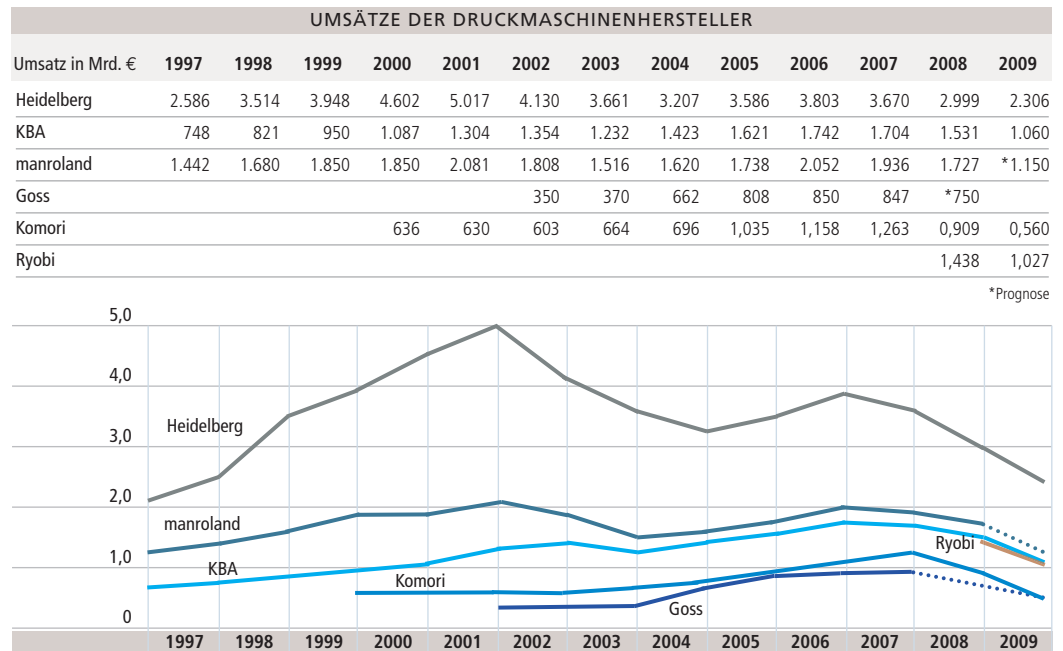 UMSÄTZE DER DRUCKMASCHINENHERSTELLER
Umsatz in Mrd. € 1997 1998 1999 2000 2001 2002 2003 2004 2005 2006 2007 2008 2009
Heidelberg 2.586 3.514 3.948 4.602 5.017 4.130 3.661 3.207 3.586 3.803 3.670 2.999 2.306
KBA 748 821 950 1.087 1.304 1.354 1.232 1.423 1.621 1.742 1.704 1.531 1.060
manroland 1.442 1.680 1.850 1.850 2.081 1.808 1.516 1.620 1.738 2.052 1.936 1.727 *1.150
Goss 350 370 662 808 850 847 *750
Komori 636 630 603 664 696 1,035 1,158 1,263 0,909 0,560
Ryobi 1,438 1,027
*Prognose
5,0
4,0
Heidelberg
3,0
2,0
manroland
Ryobi
1,0
KBA
Komori
Goss
0
1997 1998 1999 2000 2001 2002 2003 2004 2005 2006 2007 2008 2009